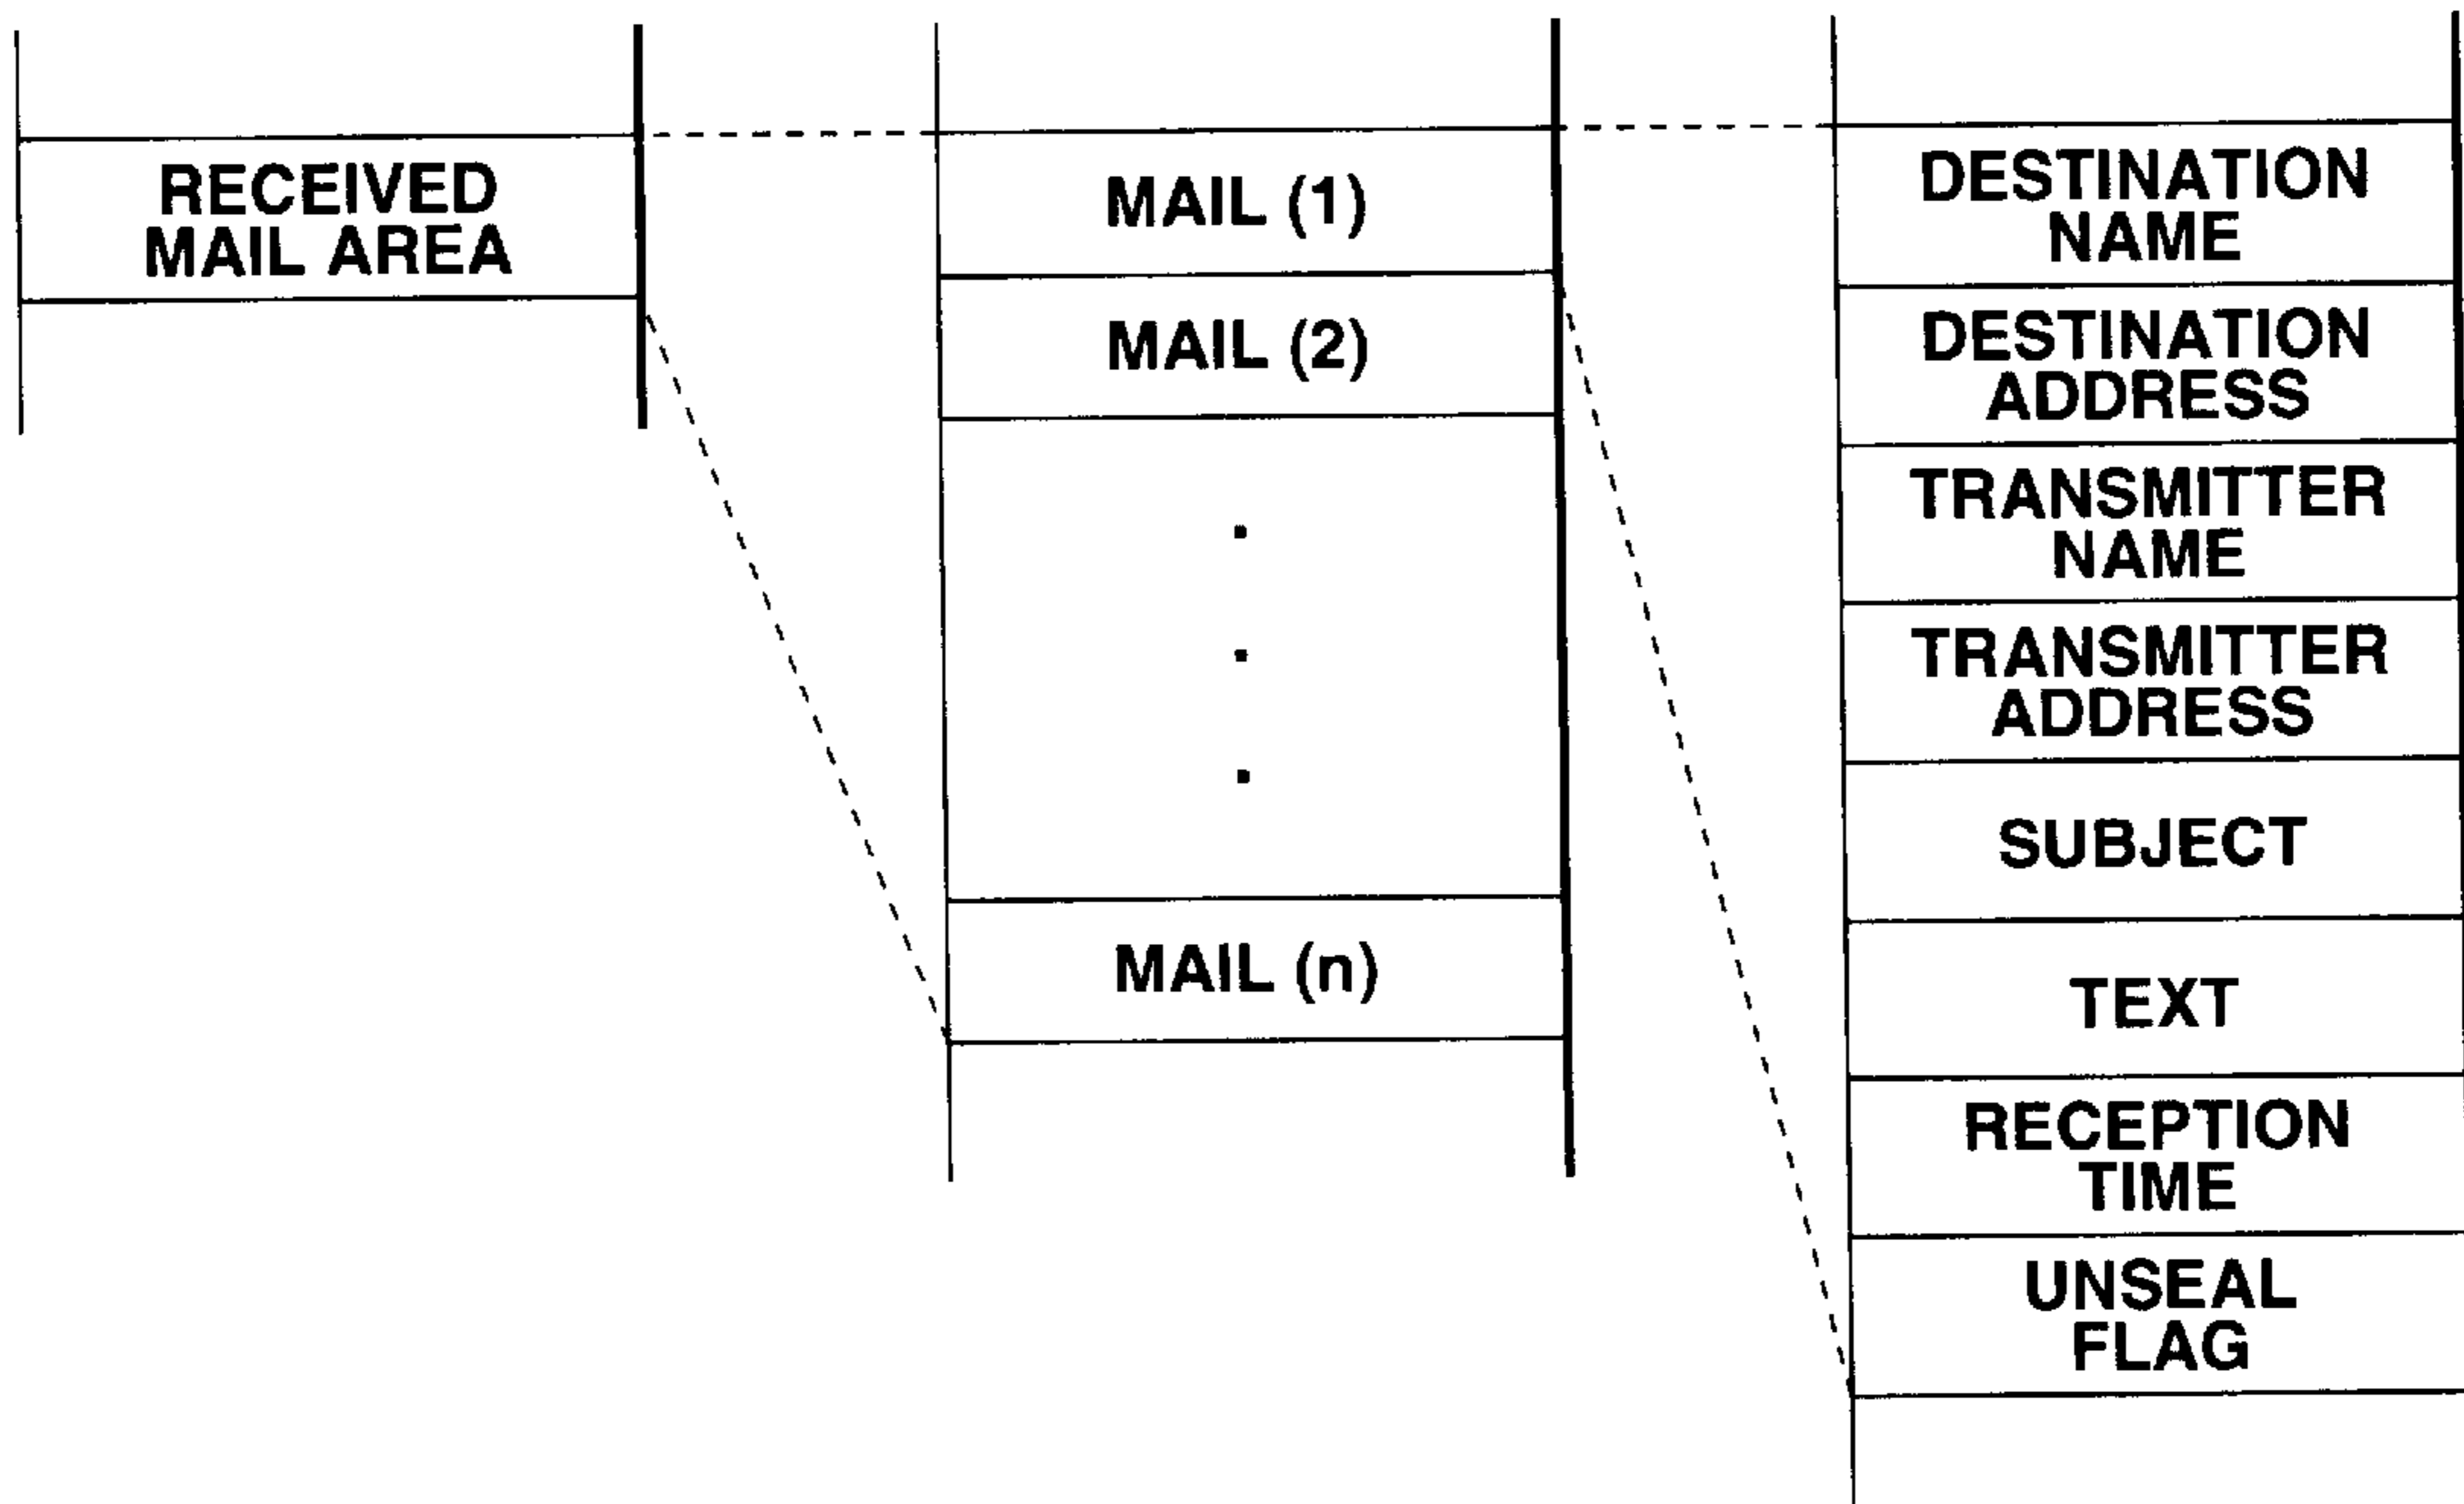 RECEIVED
MAIL AREA
MAIL (1)
MAIL (2)
MAIL (n)
DESTINATION
NAME
DESTINATION
ADDRESS
TRANSMITTER
NAME
TRANSMITTER
ADDRESS
SUBJECT
TEXT
RECEPTION
TIME
UNSEAL
FLAG